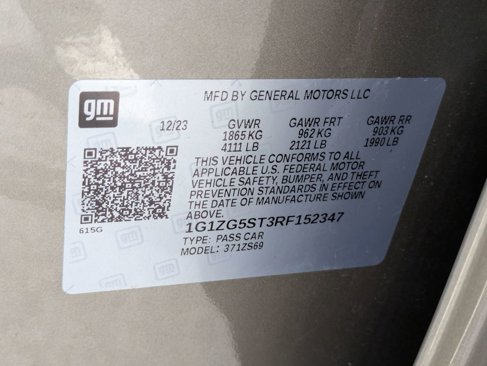 gm
MFD BY GENERAL MOTORS LLC
12/23 GVWR GAWR FRT GAWR RR
1865 KG 962 KG 903 KG
4111 LB 2121 LB 1990 LB
THIS VEHICLE CONFORMS TO ALL
APPLICABLE U.S. FEDERAL MOTOR
VEHICLE SAFETY, BUMPER, AND THEFT
PREVENTION STANDARDS IN EFFECT ON
THE DATE OF MANUFACTURE SHOWN
ABOVE.
615G
1G1ZG5ST3RF152347
TYPE: PASS CAR
MODEL: 371ZS69